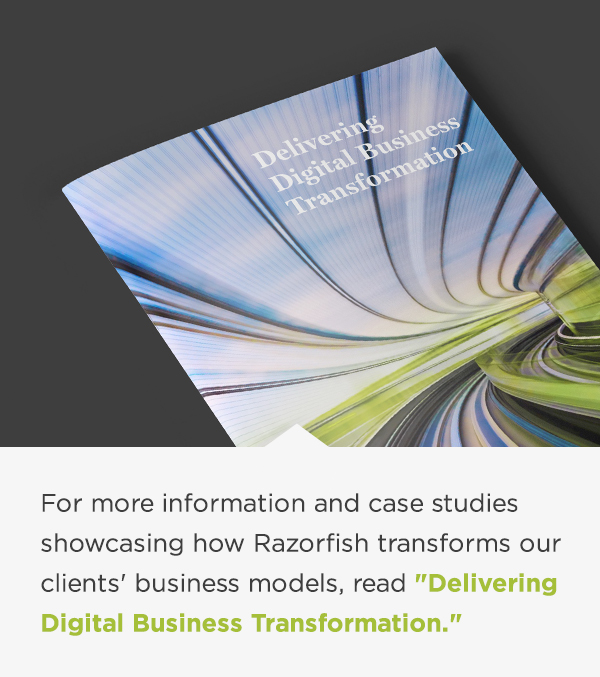 Delivering
Digital Business
Transformation
For more information and case studies
showcasing how Razorfish transforms our
clients' business models, read "Delivering
Digital Business Transformation."